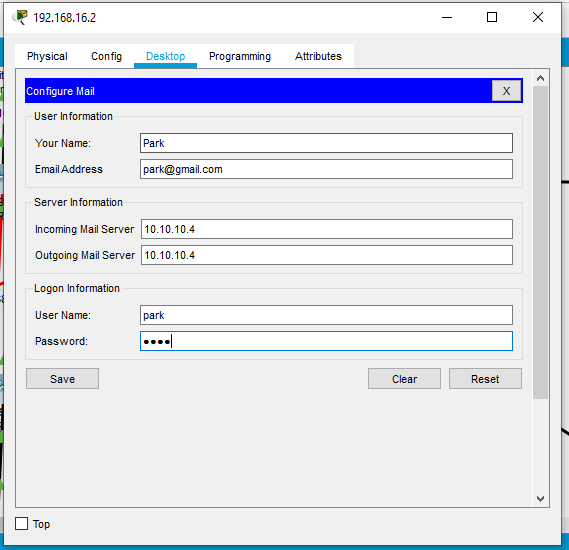 192.168.16.2
Physical Config Desktop Programming Attributes
Configure Mail X
User Information
Your Name: Park
Email Address park@gmail.com
Server Information
Incoming Mail Server 10.10.10.4
Outgoing Mail Server 10.10.10.4
Logon Information
User Name: park
Password: ••••
Save Clear Reset
Top